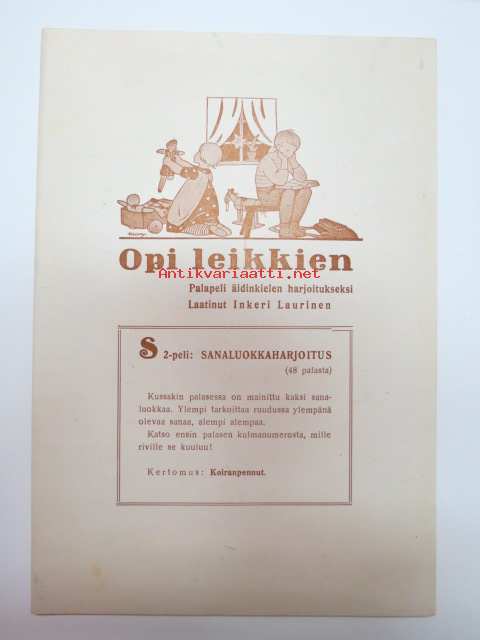 Opi leikkien
Antikvariaatti.net
Palapeli äidinkielen harjoitukseksi
Laatinut Inkeri Laurinen
S 2-peli: SANALUOKKAHARJOITUS
(48 palasta)
Kussakin palasessa on mainittu kaksi sana-
luokkaa. Ylempi tarkoittaa ruudussa ylempänä
olevaa sanaa, alempi alempaa.
Katso ensin palasen kulmanumerosta, mille
riville se kuuluu!
Kertomus: Koiranpennut.